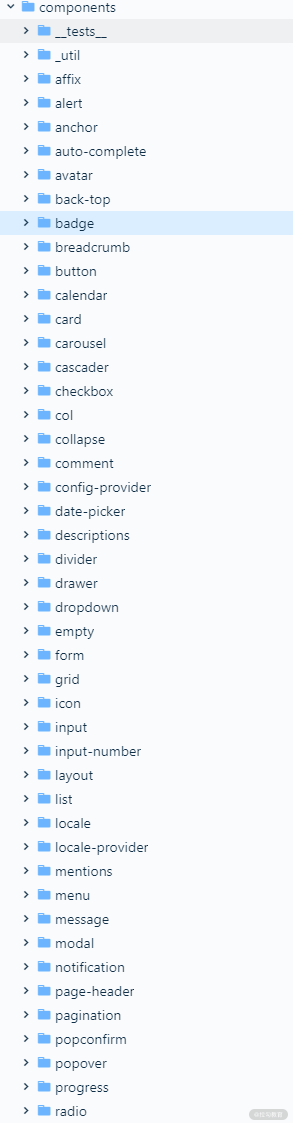 components
__tests__
_util
affix
alert
anchor
auto-complete
avatar
back-top
badge
breadcrumb
button
calendar
card
carousel
cascader
checkbox
col
collapse
comment
config-provider
date-picker
descriptions
divider
drawer
dropdown
empty
form
grid
icon
input
input-number
layout
list
locale
locale-provider
mentions
menu
message
modal
notification
page-header
pagination
popconfirm
popover
progress
radio